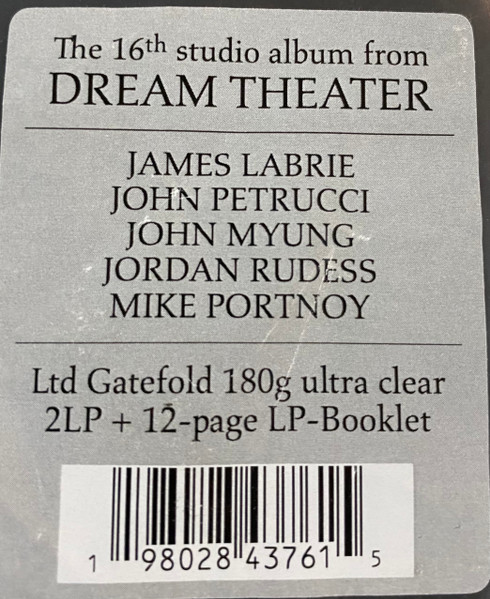 The 16th studio album from
DREAM THEATER
JAMES LABRIE
JOHN PETRUCCI
JOHN MYUNG
JORDAN RUDESS
MIKE PORTNOY
Ltd Gatefold 180g ultra clear
2LP + 12-page LP-Booklet
1 98028 43761 5